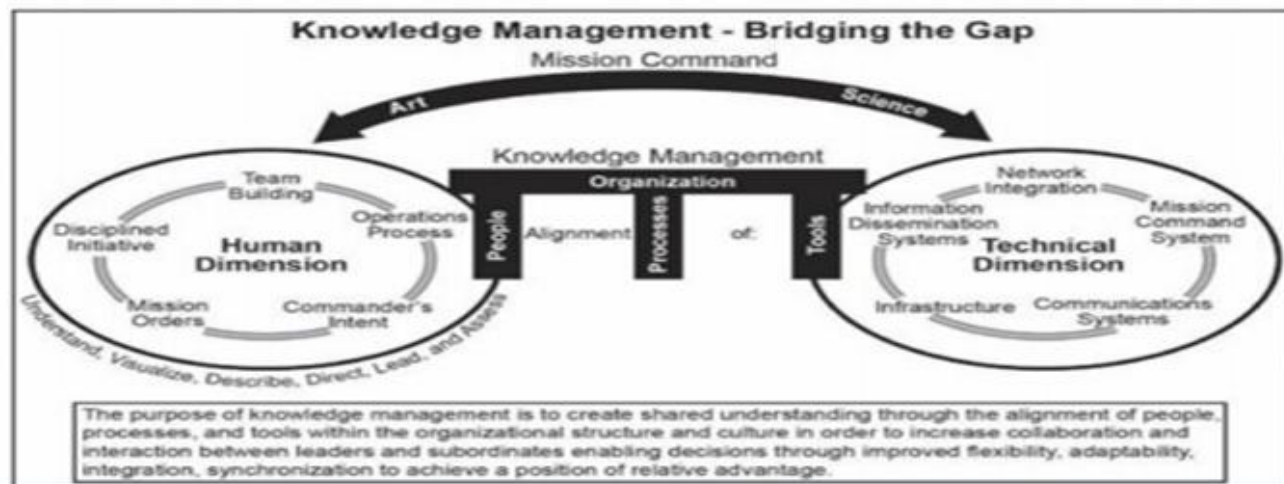 Knowledge Management - Bridging the Gap
Mission Command
Art
Science
Knowledge Management
Organization
People
Alignment
Processes
of:
Tools
Team
Building
Disciplined
Initiative
Operations
Process
Human
Dimension
Mission
Orders
Commander's
Intent
Understand, Visualize, Describe, Direct, Lead, and Assess
Network
Integration
Information
Dissemination
Systems
Mission
Command
System
Technical
Dimension
Infrastructure
Communications
Systems
The purpose of knowledge management is to create shared understanding through the alignment of people,
processes, and tools within the organizational structure and culture in order to increase collaboration and
interaction between leaders and subordinates enabling decisions through improved flexibility, adaptability,
integration, synchronization to achieve a position of relative advantage.